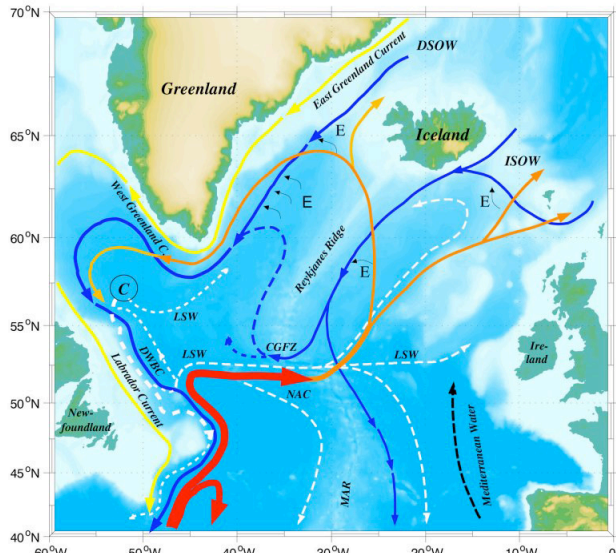 70°N
65°N
60°N
55°N
50°N
45°N
40°N
60°W
50°W
40°W
30°W
20°W
10°W
Greenland
East Greenland Current
DSOW
Iceland
ISOW
E
E
E
E
West Greenland C
Reykjanes Ridge
C
LSW
CGFZ
LSW
LSW
DWBC
NAC
Labrador Current
Ire-
land
New-
foundland
MAR
Mediterranean Water